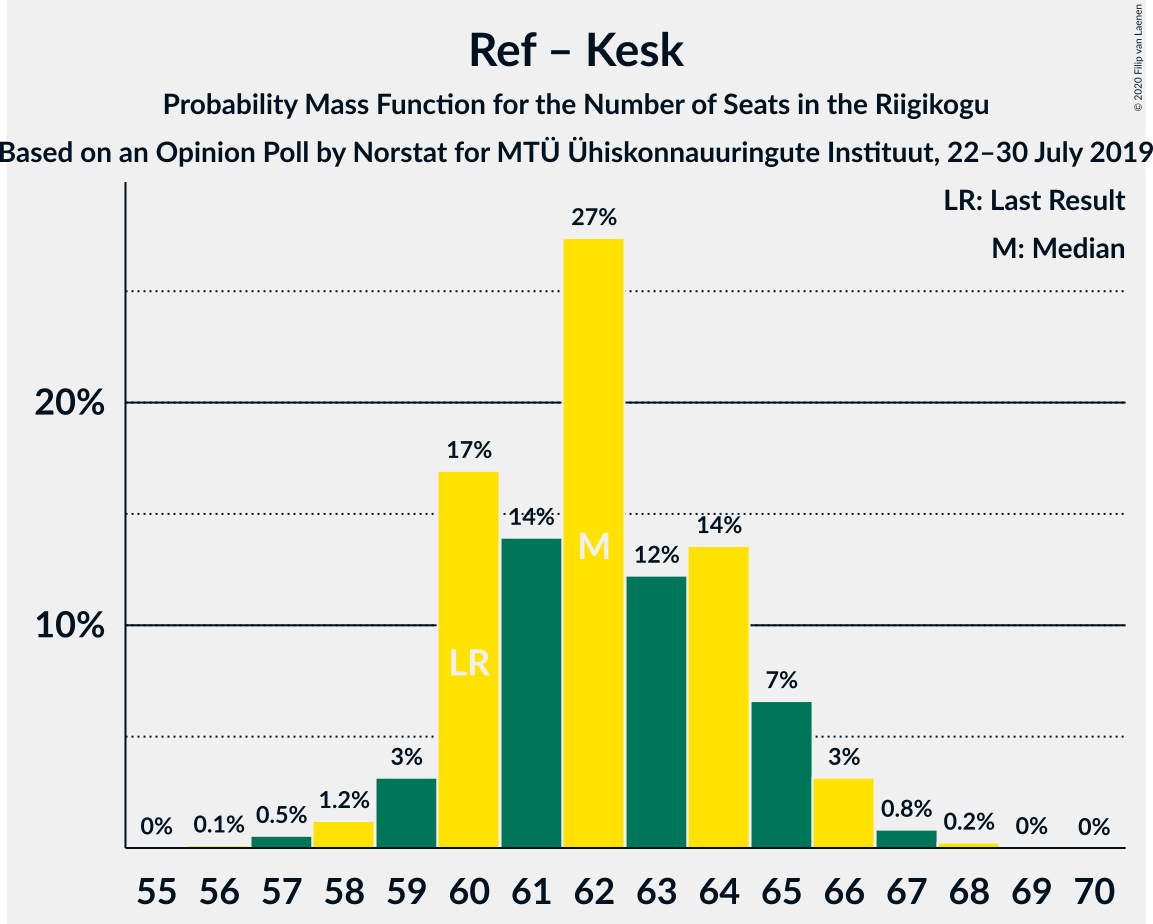 Ref – Kesk
Probability Mass Function for the Number of Seats in the Riigikogu
Based on an Opinion Poll by Norstat for MTÜ Ühiskonnauuringute Instituut, 22–30 July 2019
© 2020 Filip van Laenen
LR: Last Result
M: Median
27%
20%
17%
14%
14%
M
12%
10%
LR
7%
3%
3%
1.2%
0.5%
0.8%
0%
0.1%
0.2%
0%
0%
55 56 57 58 59 60 61 62 63 64 65 66 67 68 69 70